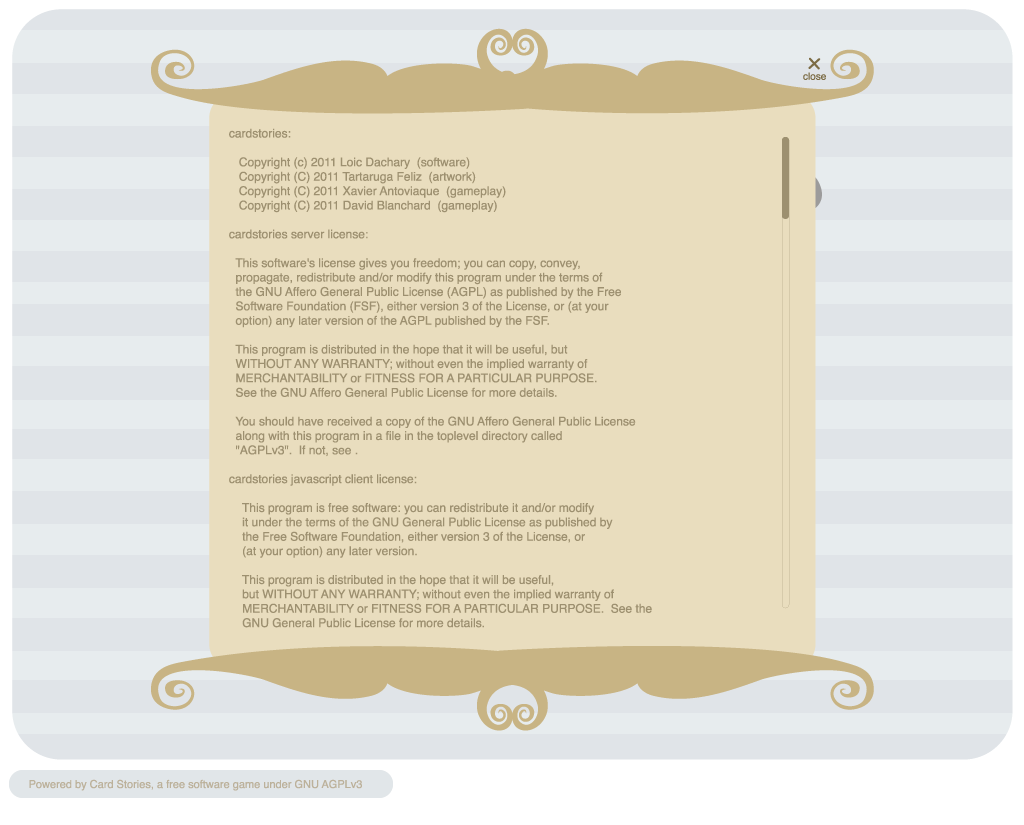 close
cardstories:
Copyright (c) 2011 Loic Dachary (software)
Copyright (C) 2011 Tartaruga Feliz (artwork)
Copyright (C) 2011 Xavier Antoviaque (gameplay)
Copyright (C) 2011 David Blanchard (gameplay)
cardstories server license:
This software's license gives you freedom; you can copy, convey,
propagate, redistribute and/or modify this program under the terms of
the GNU Affero General Public License (AGPL) as published by the Free
Software Foundation (FSF), either version 3 of the License, or (at your
option) any later version of the AGPL published by the FSF.
This program is distributed in the hope that it will be useful, but
WITHOUT ANY WARRANTY; without even the implied warranty of
MERCHANTABILITY or FITNESS FOR A PARTICULAR PURPOSE.
See the GNU Affero General Public License for more details.
You should have received a copy of the GNU Affero General Public License
along with this program in a file in the toplevel directory called
"AGPLv3". If not, see .
cardstories javascript client license:
This program is free software: you can redistribute it and/or modify
it under the terms of the GNU General Public License as published by
the Free Software Foundation, either version 3 of the License, or
(at your option) any later version.
This program is distributed in the hope that it will be useful,
but WITHOUT ANY WARRANTY; without even the implied warranty of
MERCHANTABILITY or FITNESS FOR A PARTICULAR PURPOSE. See the
GNU General Public License for more details.
Powered by Card Stories, a free software game under GNU AGPLv3